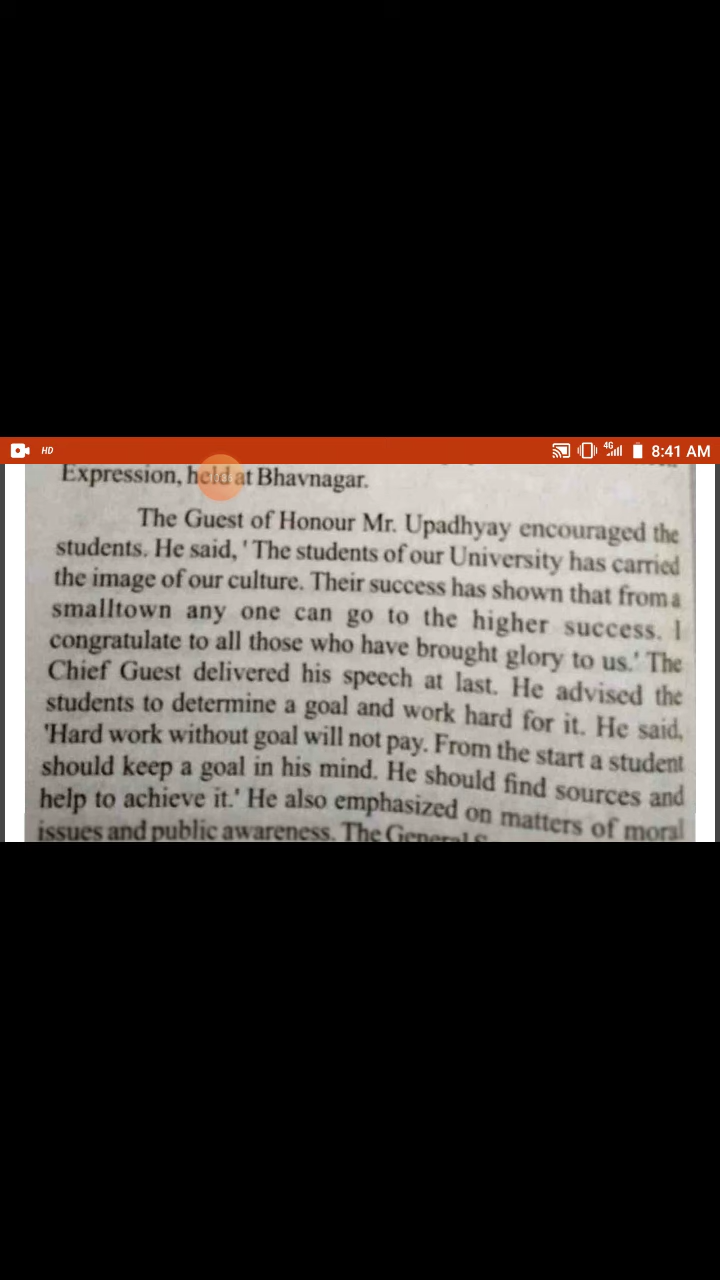 HD 4G 8:41 AM
Expression, held at Bhavnagar.
The Guest of Honour Mr. Upadhyay encouraged the
students. He said, ' The students of our University has carried
the image of our culture. Their success has shown that from a
smalltown any one can go to the higher success. I
congratulate to all those who have brought glory to us.' The
Chief Guest delivered his speech at last. He advised the
students to determine a goal and work hard for it. He said,
'Hard work without goal will not pay. From the start a student
should keep a goal in his mind. He should find sources and
help to achieve it.' He also emphasized on matters of moral
issues and public awareness. The General